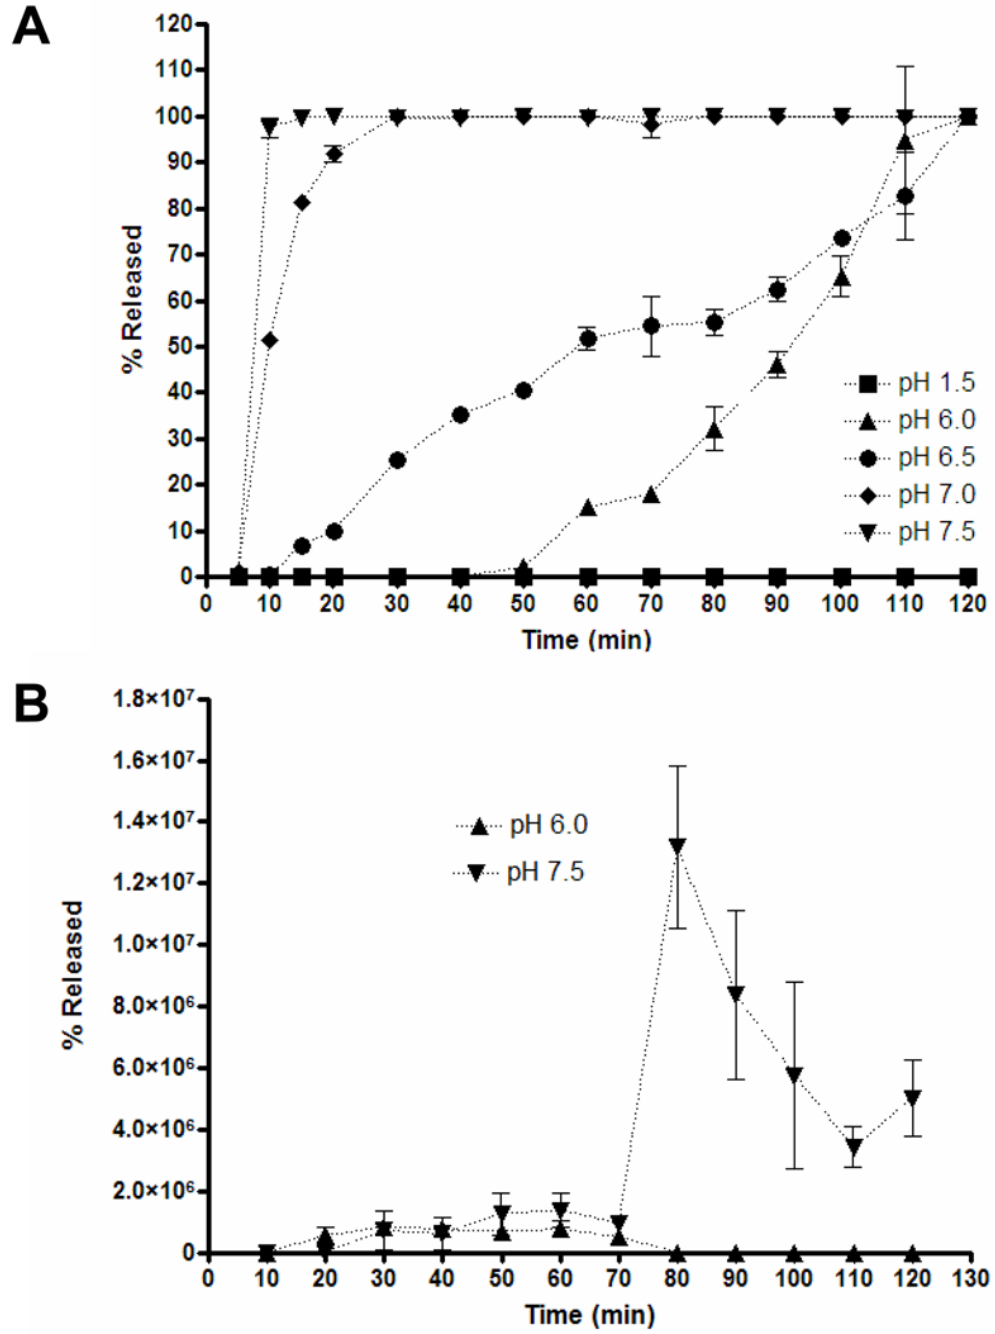 A
120
110
100
90
80
70
60
50
40
30
20
10
0
% Released
pH 1.5
pH 6.0
pH 6.5
pH 7.0
pH 7.5
0 10 20 30 40 50 60 70 80 90 100 110 120
Time (min)
B
1.8×10⁷
1.6×10⁷
1.4×10⁷
1.2×10⁷
1.0×10⁷
8.0×10⁶
6.0×10⁶
4.0×10⁶
2.0×10⁶
0
% Released
pH 6.0
pH 7.5
0 10 20 30 40 50 60 70 80 90 100 110 120 130
Time (min)